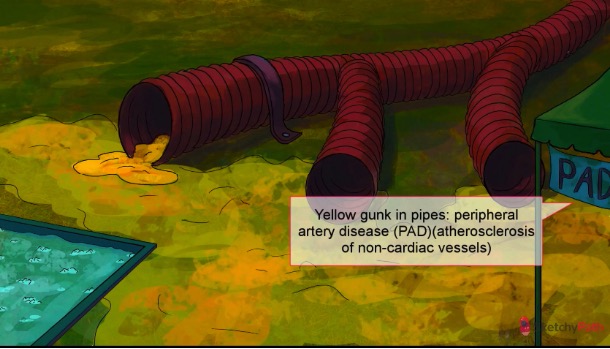 PAD
Yellow gunk in pipes: peripheral
artery disease (PAD)(atherosclerosis
of non-cardiac vessels)